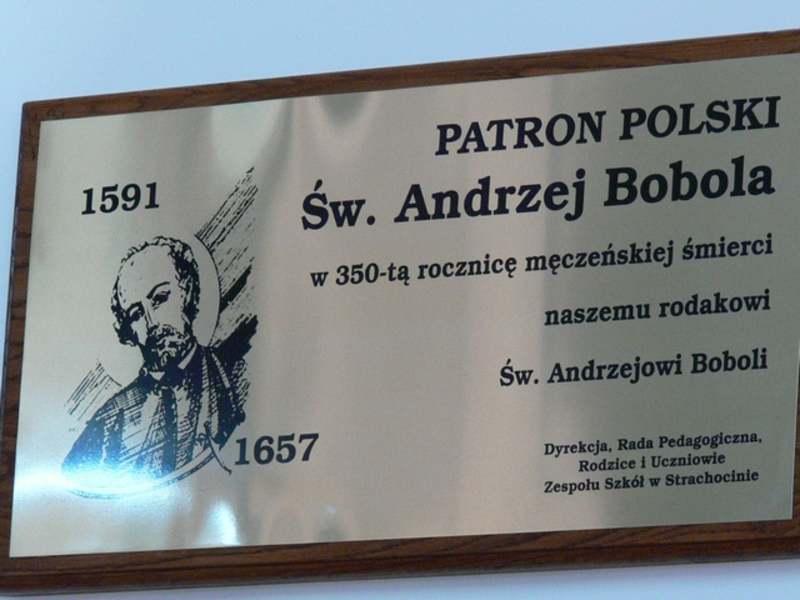 PATRON POLSKI
1591
Św. Andrzej Bobola
w 350-tą rocznicę męczeńskiej śmierci
naszemu rodakowi
Św. Andrzejowi Boboli
1657
Dyrekcja, Rada Pedagogiczna,
Rodzice i Uczniowie
Zespołu Szkół w Strachocinie